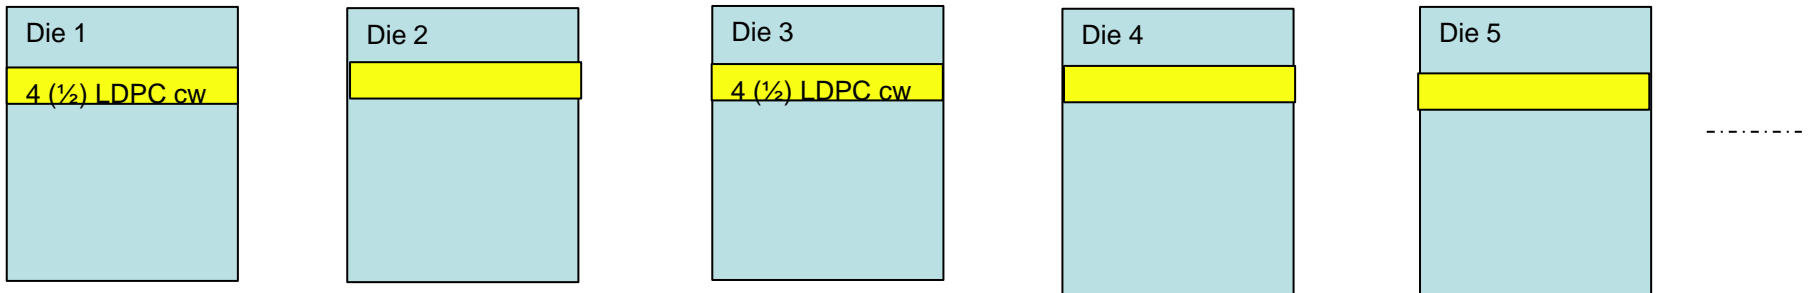 Die 1
Die 2
Die 3
Die 4
Die 5
4 (½) LDPC cw
4 (½) LDPC cw